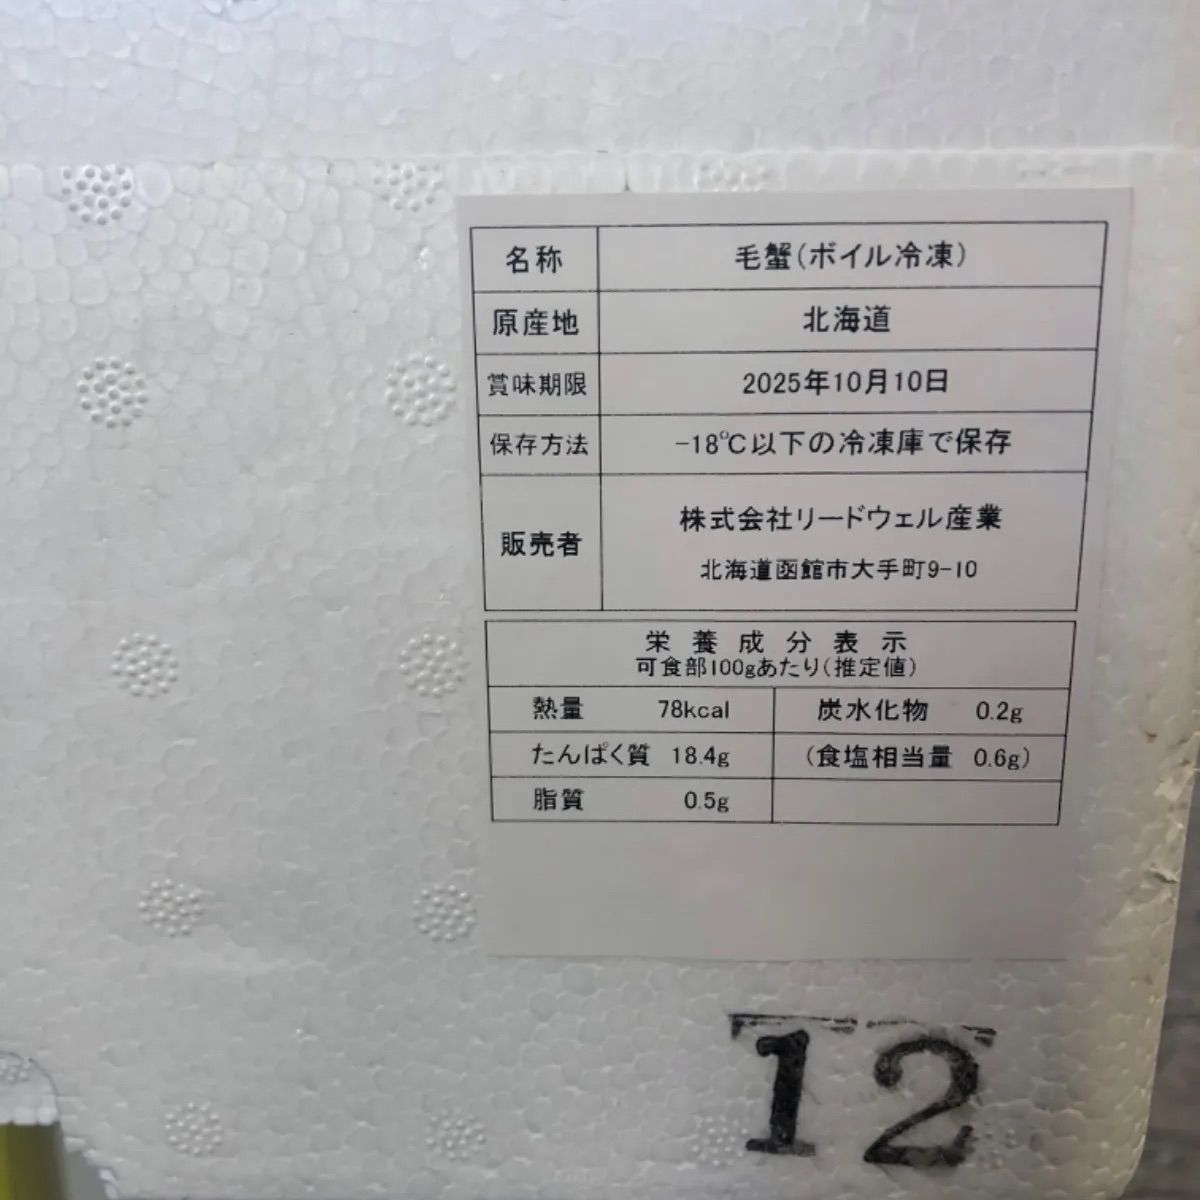 名称 毛蟹(ボイル冷凍)
原産地 北海道
賞味期限 2025年10月10日
保存方法 -18℃以下の冷凍庫で保存
販売者 株式会社リードウェル産業
北海道函館市大手町9-10
栄養成分表示
可食部100gあたり(推定値)
熱量 78kcal 炭水化物 0.2g
たんぱく質 18.4g (食塩相当量 0.6g)
脂質 0.5g
12